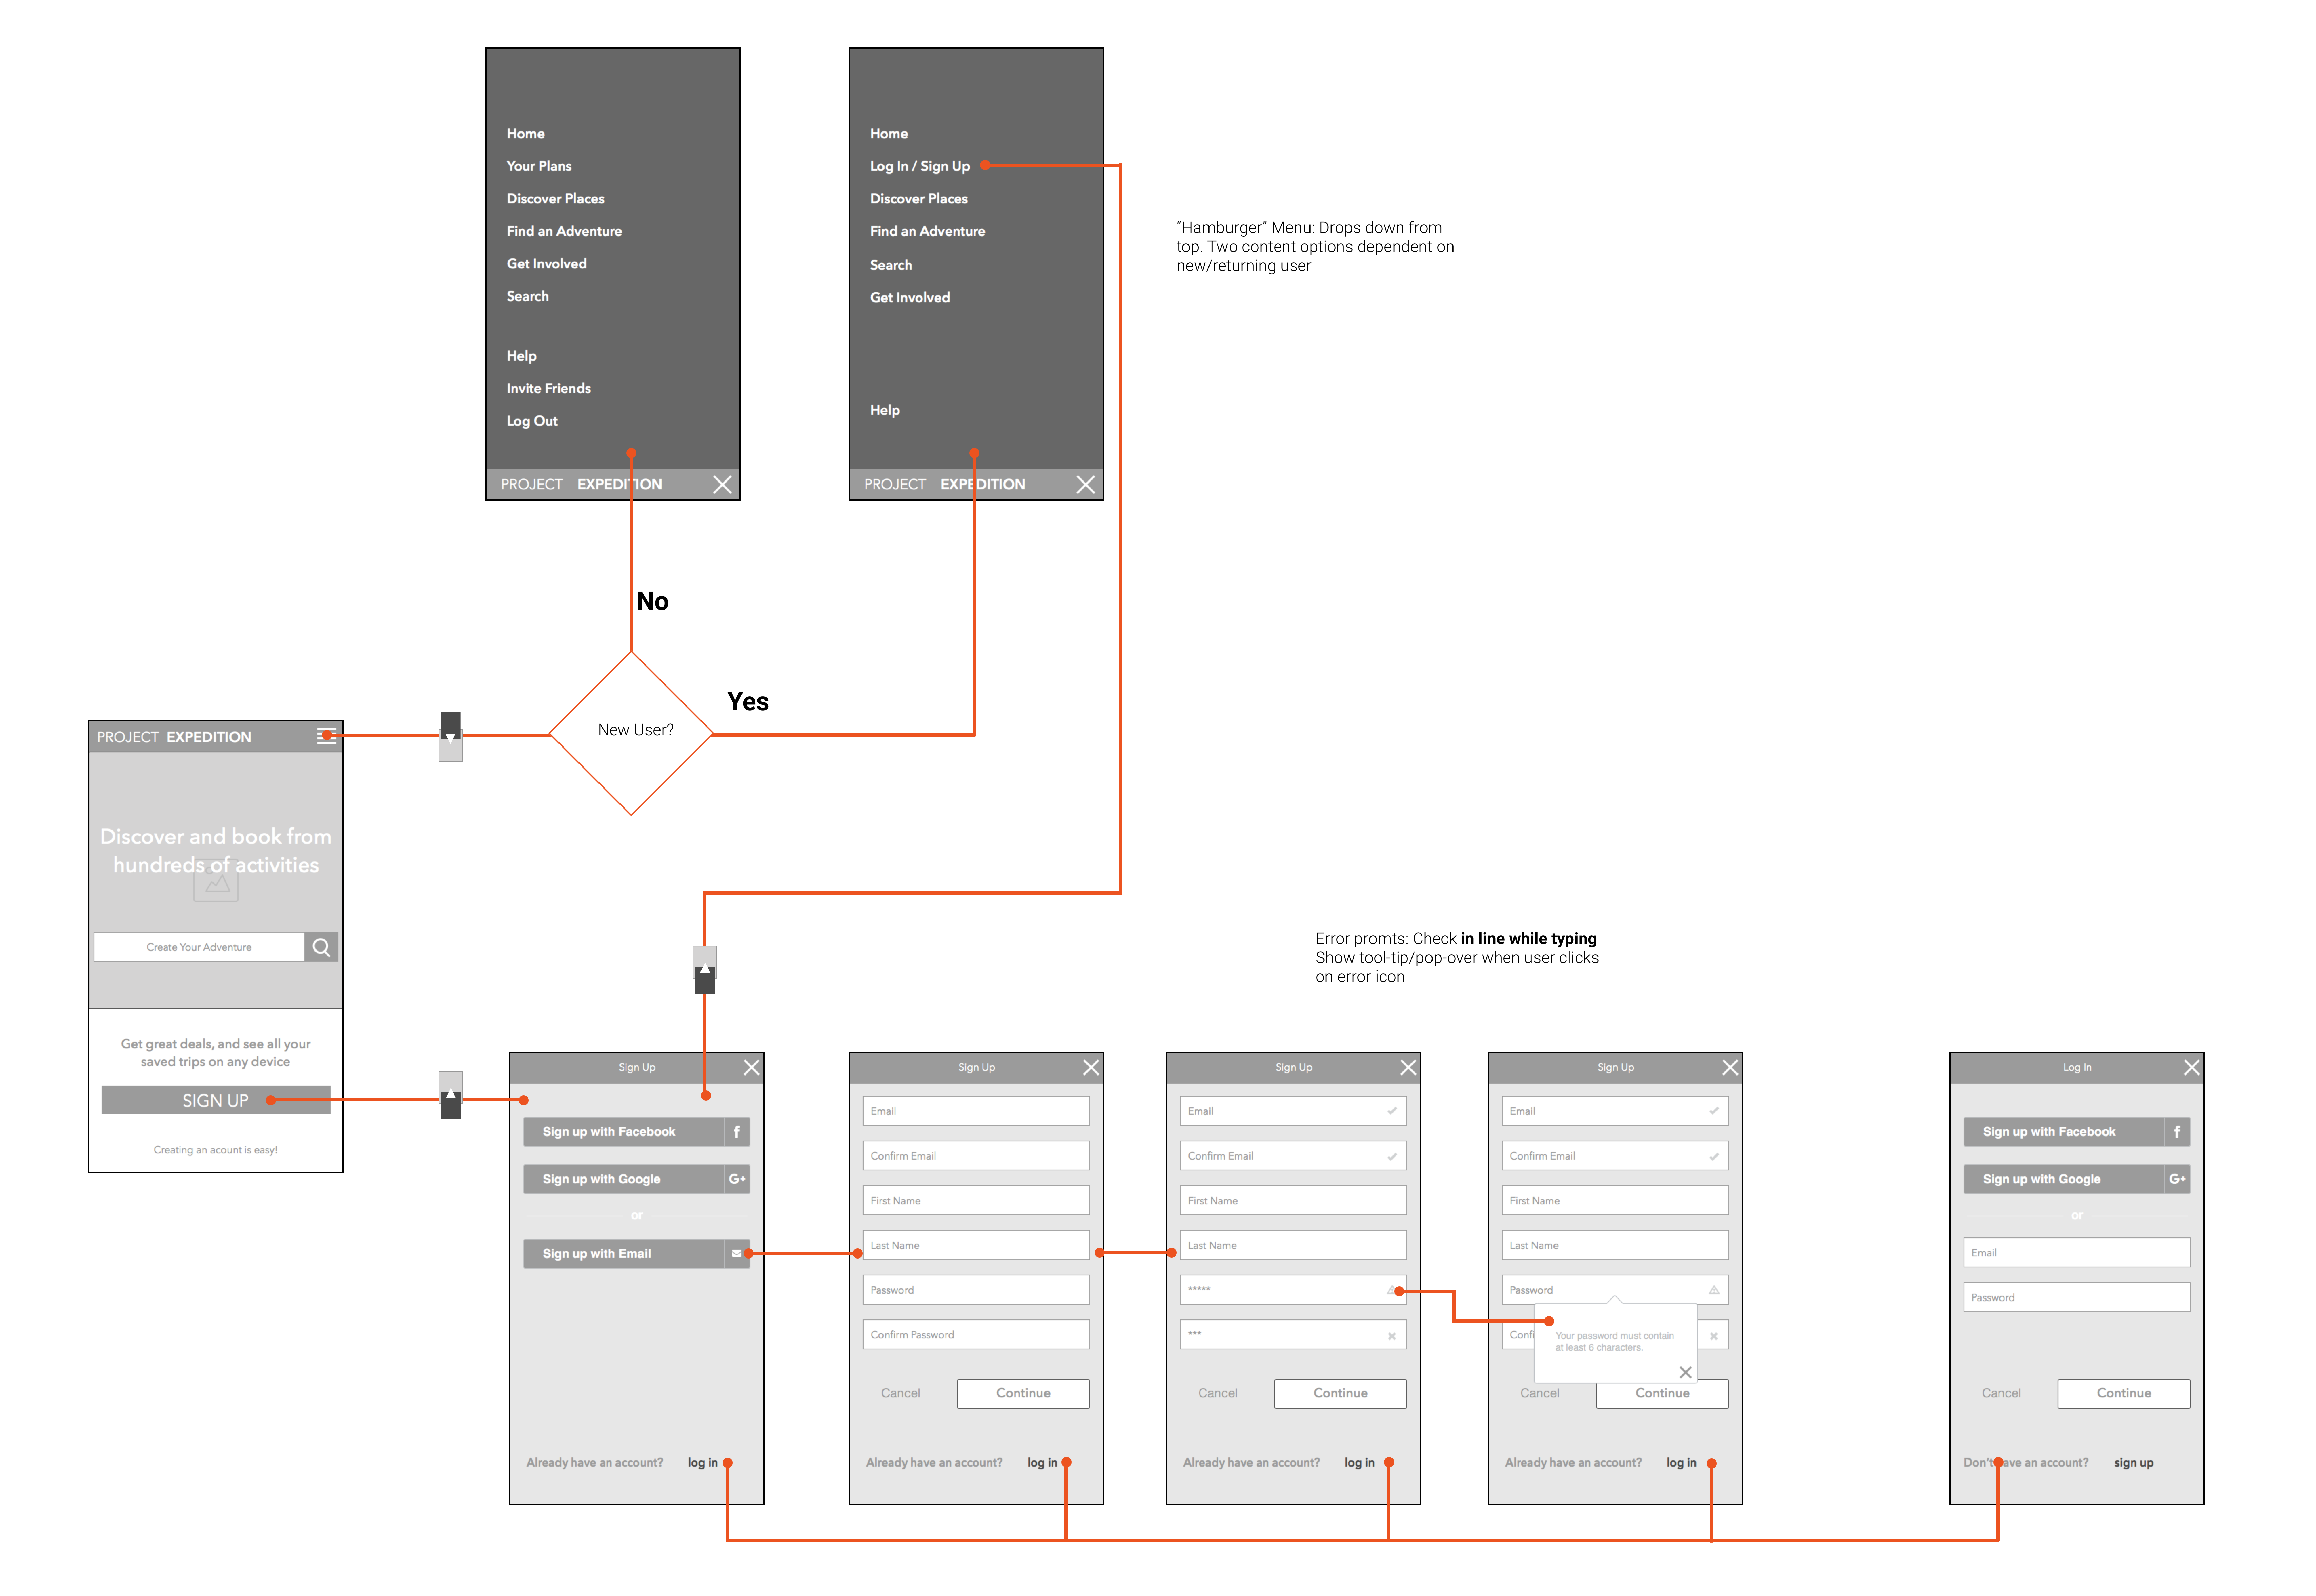 Home
Your Plans
Discover Places
Find an Adventure
Get Involved
Search
Help
Invite Friends
Log Out
PROJECT EXPEDITION
Home
Log In / Sign Up
Discover Places
Find an Adventure
Search
Get Involved
Help
PROJECT EXPEDITION
“Hamburger” Menu: Drops down from
top. Two content options dependent on
new/returning user
No
Yes
New User?
PROJECT EXPEDITION
Discover and book from
hundreds of activities
Create Your Adventure
Get great deals, and see all your
saved trips on any device
SIGN UP
Creating an acount is easy!
Error promts: Check in line while typing
Show tool-tip/pop-over when user clicks
on error icon
Sign Up
Sign up with Facebook
f
Sign up with Google
G+
or
Sign up with Email
Already have an account? log in
Sign Up
Email
Confirm Email
First Name
Last Name
Password
Confirm Password
Cancel
Continue
Already have an account? log in
Sign Up
Email
Confirm Email
First Name
Last Name
*****
***
Cancel
Continue
Already have an account? log in
Sign Up
Email
Confirm Email
First Name
Last Name
Password
Confi
Your password must contain
at least 6 characters.
Cancel
Continue
Already have an account? log in
Log In
Sign up with Facebook
f
Sign up with Google
G+
or
Email
Password
Cancel
Continue
Don't have an account? sign up